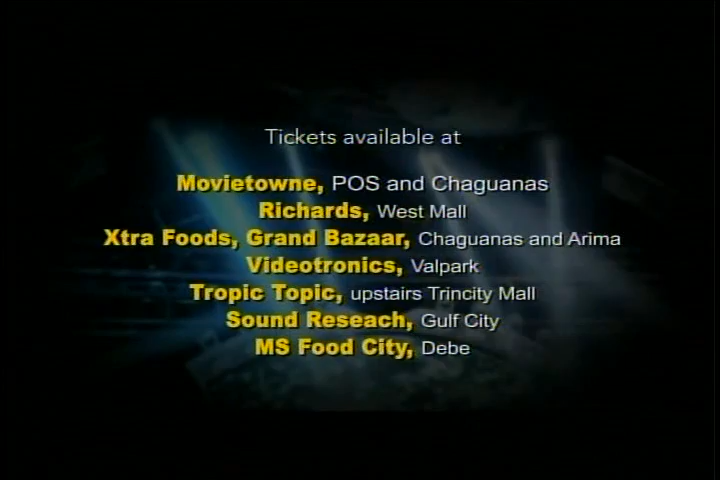 Tickets available at
Movietowne, POS and Chaguanas
Richards, West Mall
Xtra Foods, Grand Bazaar, Chaguanas and Arima
Videotronics, Valpark
Tropic Topic, upstairs Trincity Mall
Sound Reseach, Gulf City
MS Food City, Debe